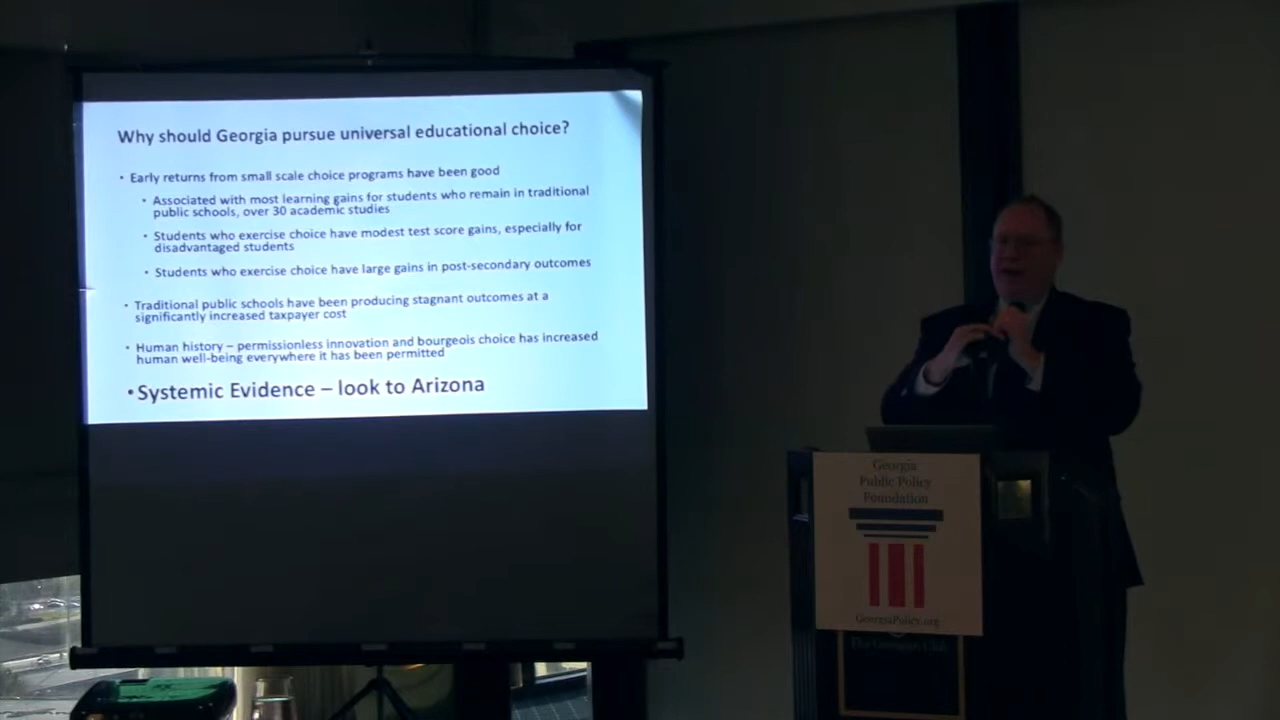 Why should Georgia pursue universal educational choice?
• Early returns from small scale choice programs have been good
• Associated with most learning gains for students who remain in traditional
public schools, over 30 academic studies
• Students who exercise choice have modest test score gains, especially for
disadvantaged students
• Students who exercise choice have large gains in post-secondary outcomes
• Traditional public schools have been producing stagnant outcomes at a
significantly increased taxpayer cost
• Human history – permissionless innovation and bourgeois choice has increased
human well-being everywhere it has been permitted
• Systemic Evidence – look to Arizona
Georgia
Public Policy
Foundation
GeorgiaPolicy.org